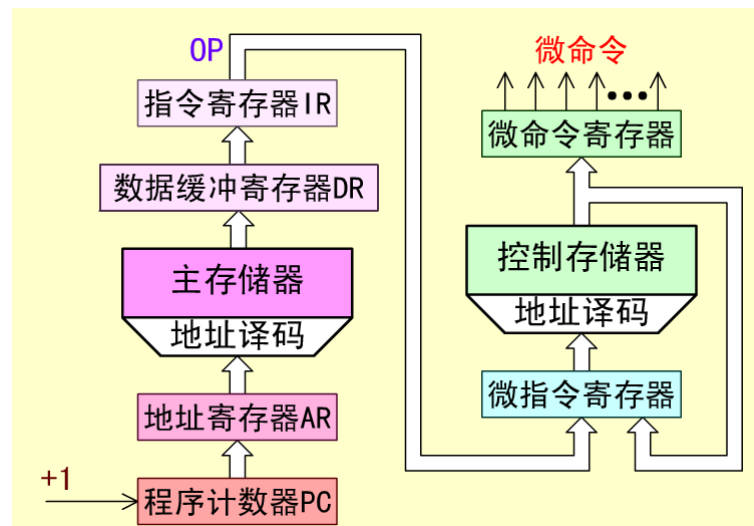 OP
指令寄存器IR
数据缓冲寄存器DR
主存储器
地址译码
地址寄存器AR
+1
程序计数器PC
微命令
微命令寄存器
控制存储器
地址译码
微指令寄存器